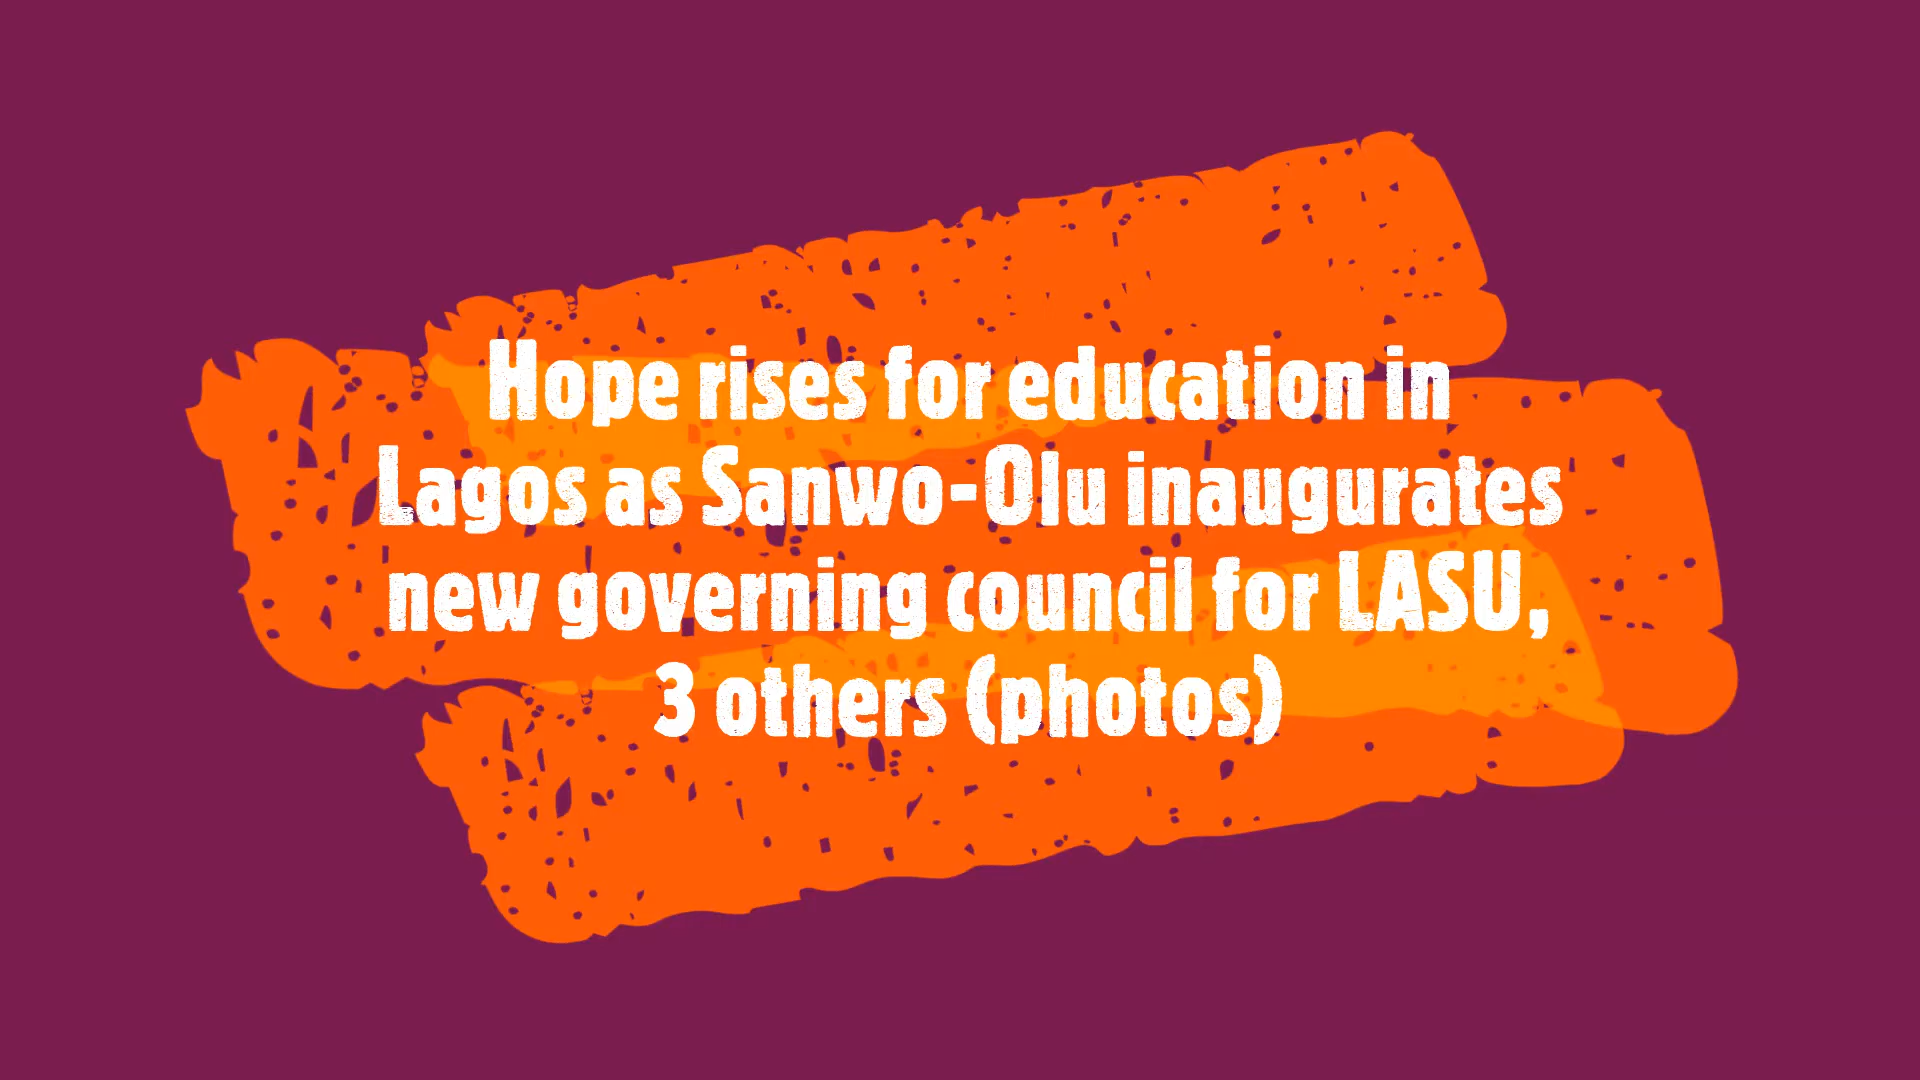 Hope rises for education in
Lagos as Sanwo-Olu inaugurates
new governing council for LASU,
3 others (photos)